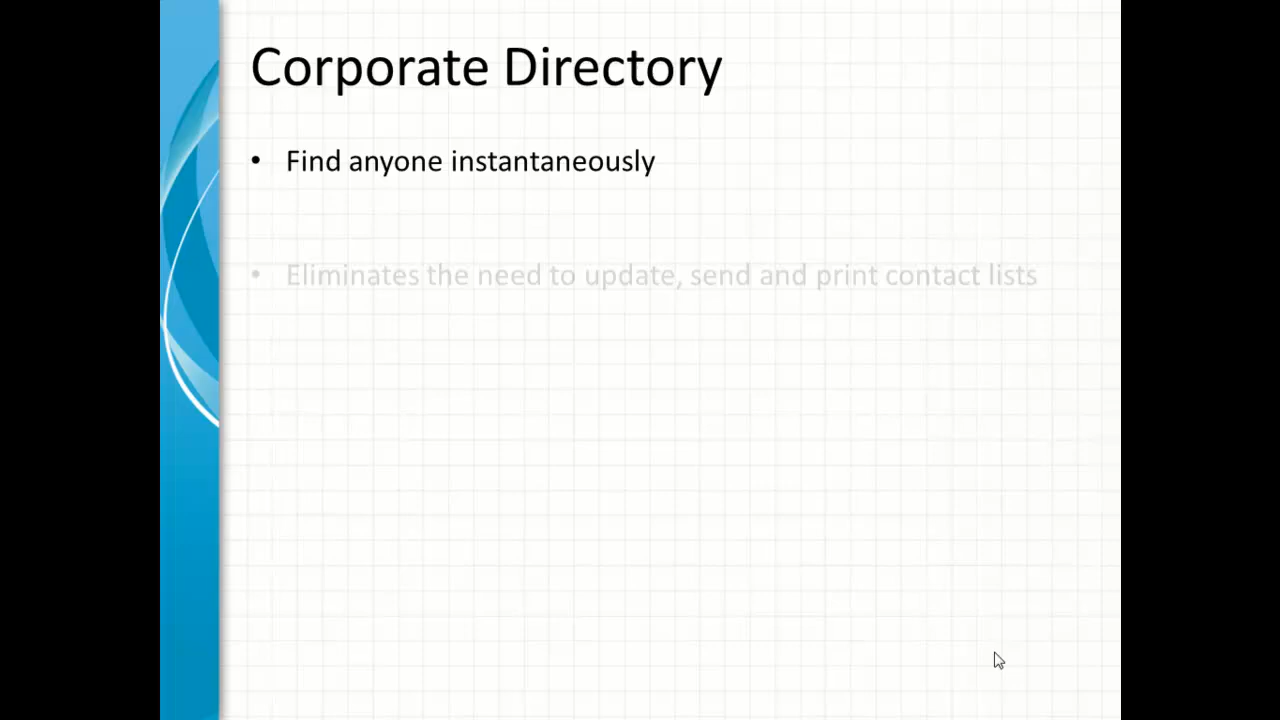 Corporate Directory
• Find anyone instantaneously
• Eliminates the need to update, send and print contact lists